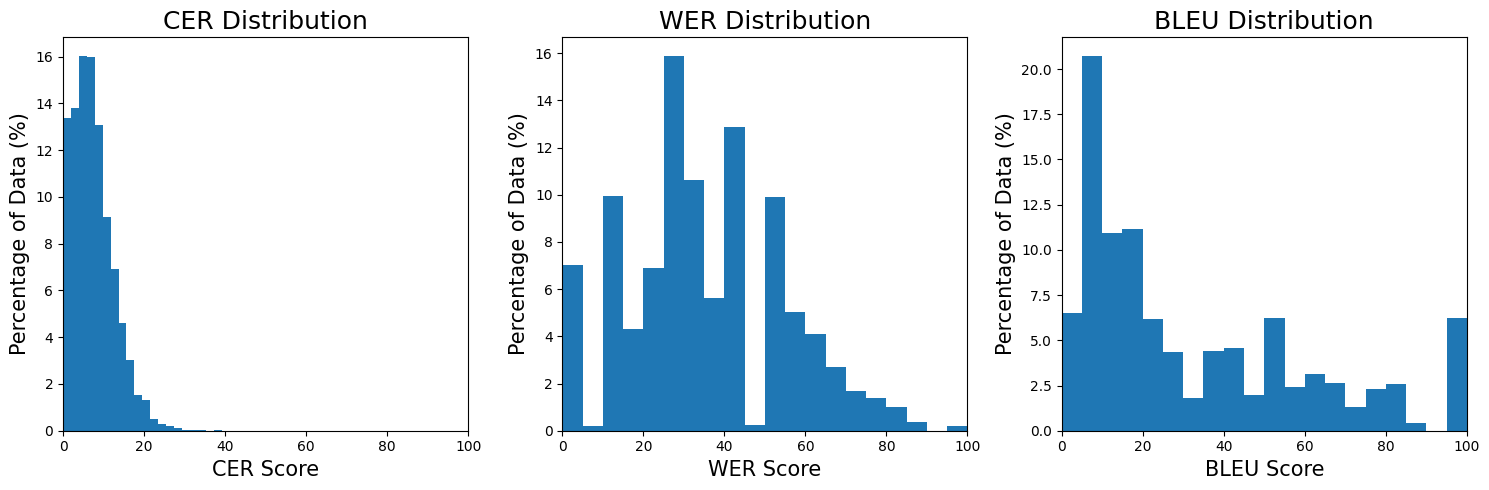 CER Distribution
Percentage of Data (%)
16
14
12
10
8
6
4
2
0
0 20 40 60 80 100
CER Score
WER Distribution
Percentage of Data (%)
16
14
12
10
8
6
4
2
0
0 20 40 60 80 100
WER Score
BLEU Distribution
Percentage of Data (%)
20.0
17.5
15.0
12.5
10.0
7.5
5.0
2.5
0.0
0 20 40 60 80 100
BLEU Score